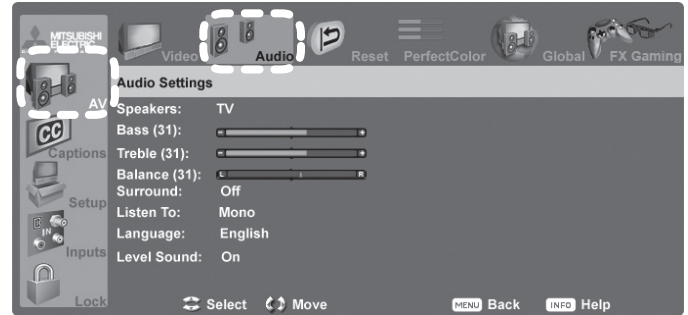 MITSUBISHI
ELECTRIC
Video
Audio
Reset
PerfectColor
Global
FX Gaming
AV
CC
Captions
Setup
IN
Inputs
Lock
Audio Settings
Speakers: TV
Bass (31): - +
Treble (31): - +
Balance (31): L R
Surround: Off
Listen To: Mono
Language: English
Level Sound: On
Select Move MENU Back INFO Help